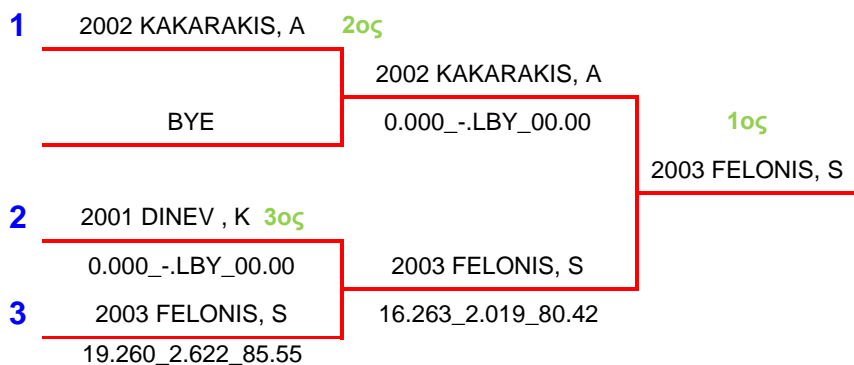 1 2002 KAKARAKIS, A 2ος
2002 KAKARAKIS, A
BYE 0.000_-.LBY_00.00 1ος
2003 FELONIS, S
2 2001 DINEV , K 3ος
0.000_-.LBY_00.00 2003 FELONIS, S
3 2003 FELONIS, S 16.263_2.019_80.42
19.260_2.622_85.55